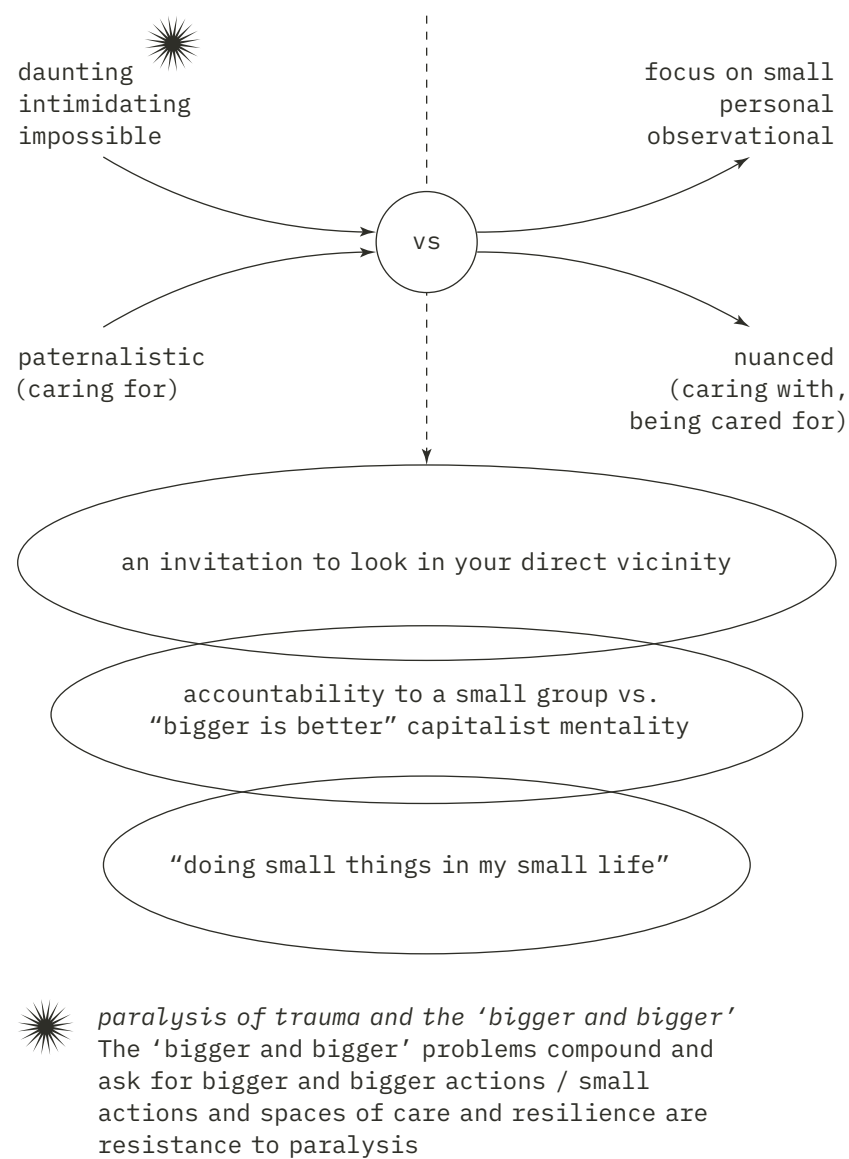 daunting
intimidating
impossible
focus on small
personal
observational
vs
paternalistic
(caring for)
nuanced
(caring with,
being cared for)
an invitation to look in your direct vicinity
accountability to a small group vs.
“bigger is better” capitalist mentality
“doing small things in my small life”
paralysis of trauma and the ‘bigger and bigger’
The ‘bigger and bigger’ problems compound and
ask for bigger and bigger actions / small
actions and spaces of care and resilience are
resistance to paralysis